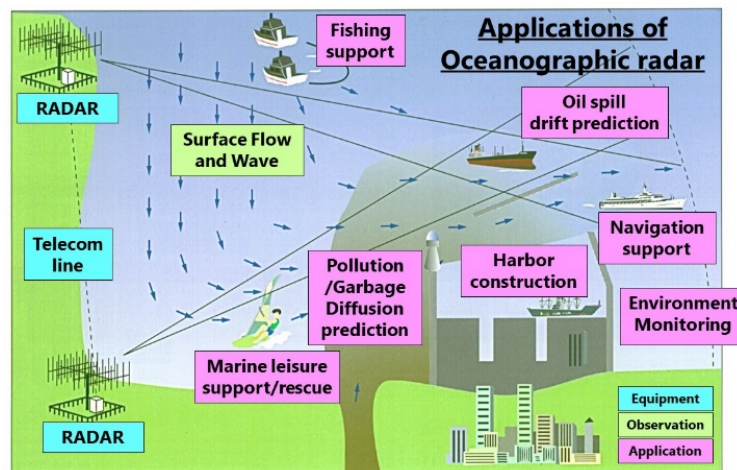 Applications of
Oceanographic radar
Fishing
support
RADAR
Oil spill
drift prediction
Surface Flow
and Wave
Telecom
line
Navigation
support
Pollution
/Garbage
Diffusion
prediction
Harbor
construction
Environment
Monitoring
Marine leisure
support/rescue
RADAR
Equipment
Observation
Application